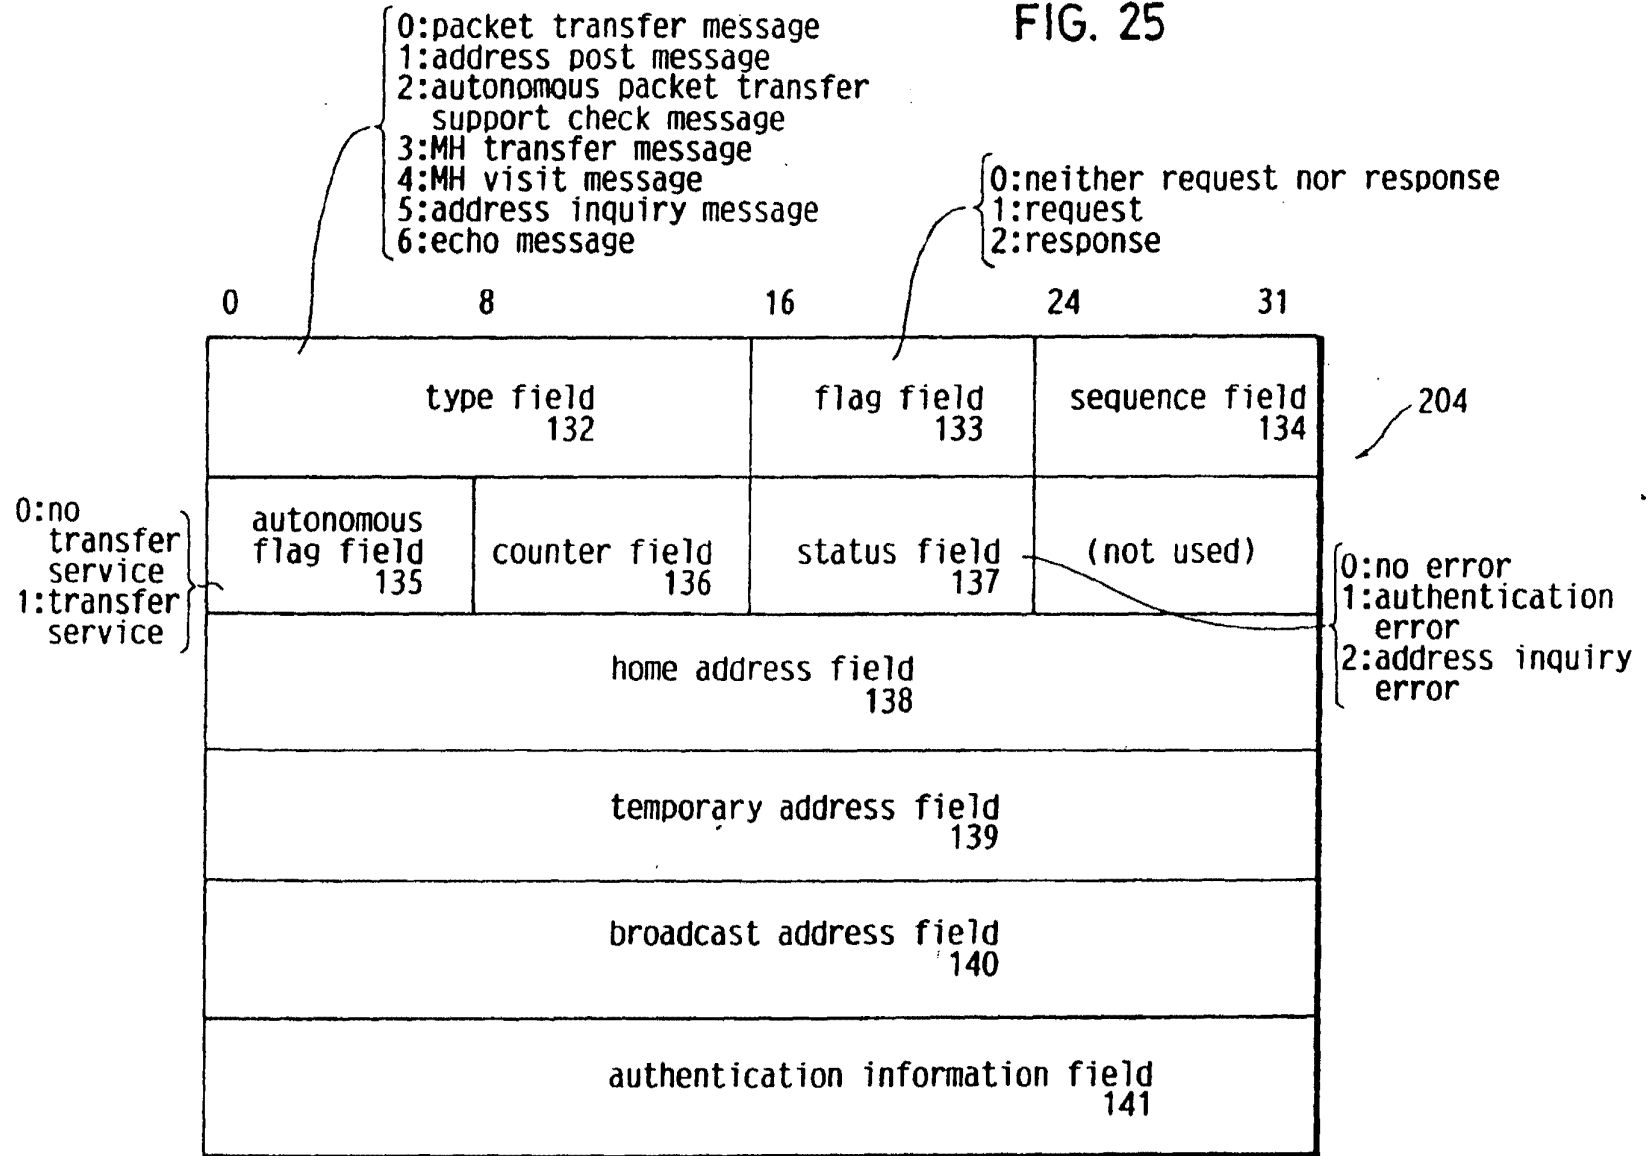 FIG. 25
0:packet transfer message
1:address post message
2:autonomous packet transfer
support check message
3:MH transfer message
4:MH visit message
5:address inquiry message
6:echo message
0:neither request nor response
1:request
2:response
0 8 16 24 31
type field
132
flag field
133
sequence field
134
204
0:no
transfer
service
1:transfer
service
autonomous
flag field
135
counter field
136
status field
137
(not used)
0:no error
1:authentication
error
2:address inquiry
error
home address field
138
temporary address field
139
broadcast address field
140
authentication information field
141